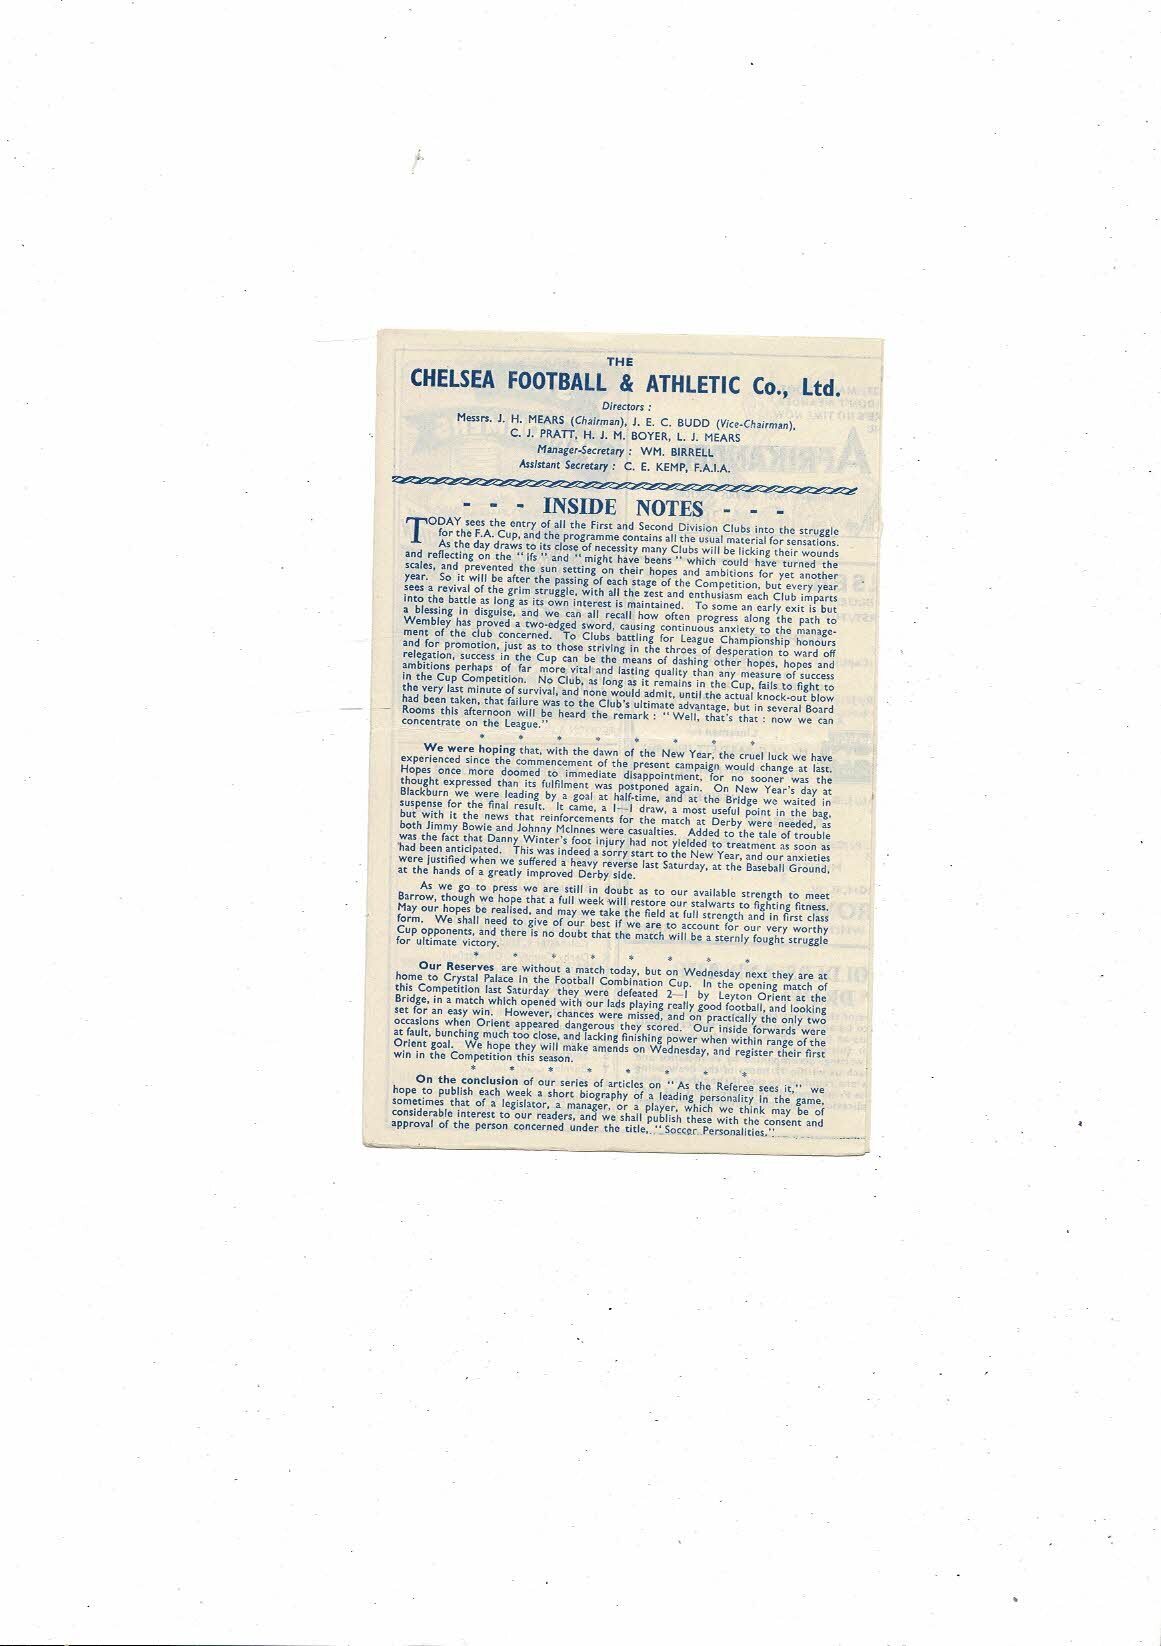 THE
CHELSEA FOOTBALL & ATHLETIC Co., Ltd.
Directors :
Messrs. J. H. MEARS (Chairman), J. E. C. BUDD (Vice-Chairman),
C. J. PRATT, H. J. M. BOYER, L. J. MEARS
Manager-Secretary : WM. BIRRELL
Assistant Secretary : C. E. KEMP, F.A.I.A.
- - - INSIDE NOTES - - -
TODAY sees the entry of all the First and Second Division Clubs into the struggle
for the F.A. Cup, and the programme contains all the usual material for sensations.
As the day draws to its close of necessity many Clubs will be licking their wounds
and reflecting on the "ifs" and "might have beens" which could have turned the
scales, and prevented the sun setting on their hopes and ambitions for yet another
year. So it will be after the passing of each stage of the Competition, but every year
sees a revival of the grim struggle, with all the zest and enthusiasm each Club imparts
into the battle as long as its own interest is maintained. To some an early exit is but
a blessing in disguise, and we can all recall how often progress along the path to
Wembley has proved a two-edged sword, causing continuous anxiety to the manage-
ment of the club concerned. To Clubs battling for League Championship honours
and for promotion, just as to those striving in the throes of desperation to ward off
relegation, success in the Cup can be the means of dashing other hopes, hopes and
ambitions perhaps of far more vital and lasting quality than any measure of success
in the Cup Competition. No Club, as long as it remains in the Cup, fails to fight to
the very last minute of survival, and none would admit, until the actual knock-out blow
had been taken, that failure was to the Club's ultimate advantage, but in several Board
Rooms this afternoon will be heard the remark : "Well, that's that : now we can
concentrate on the League."
* * * * * * * *
We were hoping that, with the dawn of the New Year, the cruel luck we have
experienced since the commencement of the present campaign would change at last.
Hopes once more doomed to immediate disappointment, for no sooner was the
thought expressed than its fulfilment was postponed again. On New Year's day at
Blackburn we were leading by a goal at half-time, and at the Bridge we waited in
suspense for the final result. It came, a 1—1 draw, a most useful point in the bag,
but with it the news that reinforcements for the match at Derby were needed, as
both Jimmy Bowie and Johnny McInnes were casualties. Added to the tale of trouble
was the fact that Danny Winter's foot injury had not yielded to treatment as soon as
had been anticipated. This was indeed a sorry start to the New Year, and our anxieties
were justified when we suffered a heavy reverse last Saturday, at the Baseball Ground,
at the hands of a greatly improved Derby side.
As we go to press we are still in doubt as to our available strength to meet
Barrow, though we hope that a full week will restore our stalwarts to fighting fitness.
May our hopes be realised, and may we take the field at full strength and in first class
form. We shall need to give of our best if we are to account for our very worthy
Cup opponents, and there is no doubt that the match will be a sternly fought struggle
for ultimate victory.
* * * * * * * *
Our Reserves are without a match today, but on Wednesday next they are at
home to Crystal Palace in the Football Combination Cup. In the opening match of
this Competition last Saturday they were defeated 2—1 by Leyton Orient at the
Bridge, in a match which opened with our lads playing really good football, and looking
set for an easy win. However, chances were missed, and on practically the only two
occasions when Orient appeared dangerous they scored. Our inside forwards were
at fault, bunching much too close, and lacking finishing power when within range of the
Orient goal. We hope they will make amends on Wednesday, and register their first
win in the Competition this season.
* * * * * * * *
On the conclusion of our series of articles on "As the Referee sees it," we
hope to publish each week a short biography of a leading personality in the game,
sometimes that of a legislator, a manager, or a player, which we think may be of
considerable interest to our readers, and we shall publish these with the consent and
approval of the person concerned under the title, "Soccer Personalities."